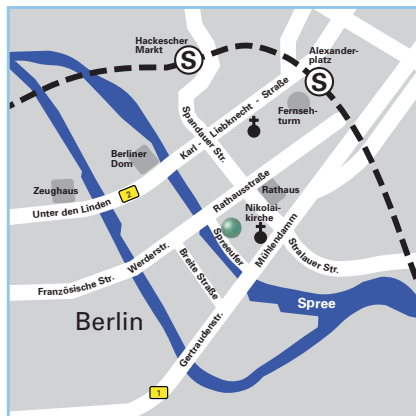 Hackescher
Markt
S
Alexander-
platz
S
Fernseh-
turm
Karl - Liebknecht - Straße
Spandauer Str.
Berliner
Dom
Zeughaus
2
Unter den Linden
Rathausstraße
Rathaus
Nikolai-
kirche
Spreeufer
Mühlendamm
Stralauer Str.
Werderstr.
Französische Str.
Breite Straße
Gertraudenstr.
Spree
Berlin
1